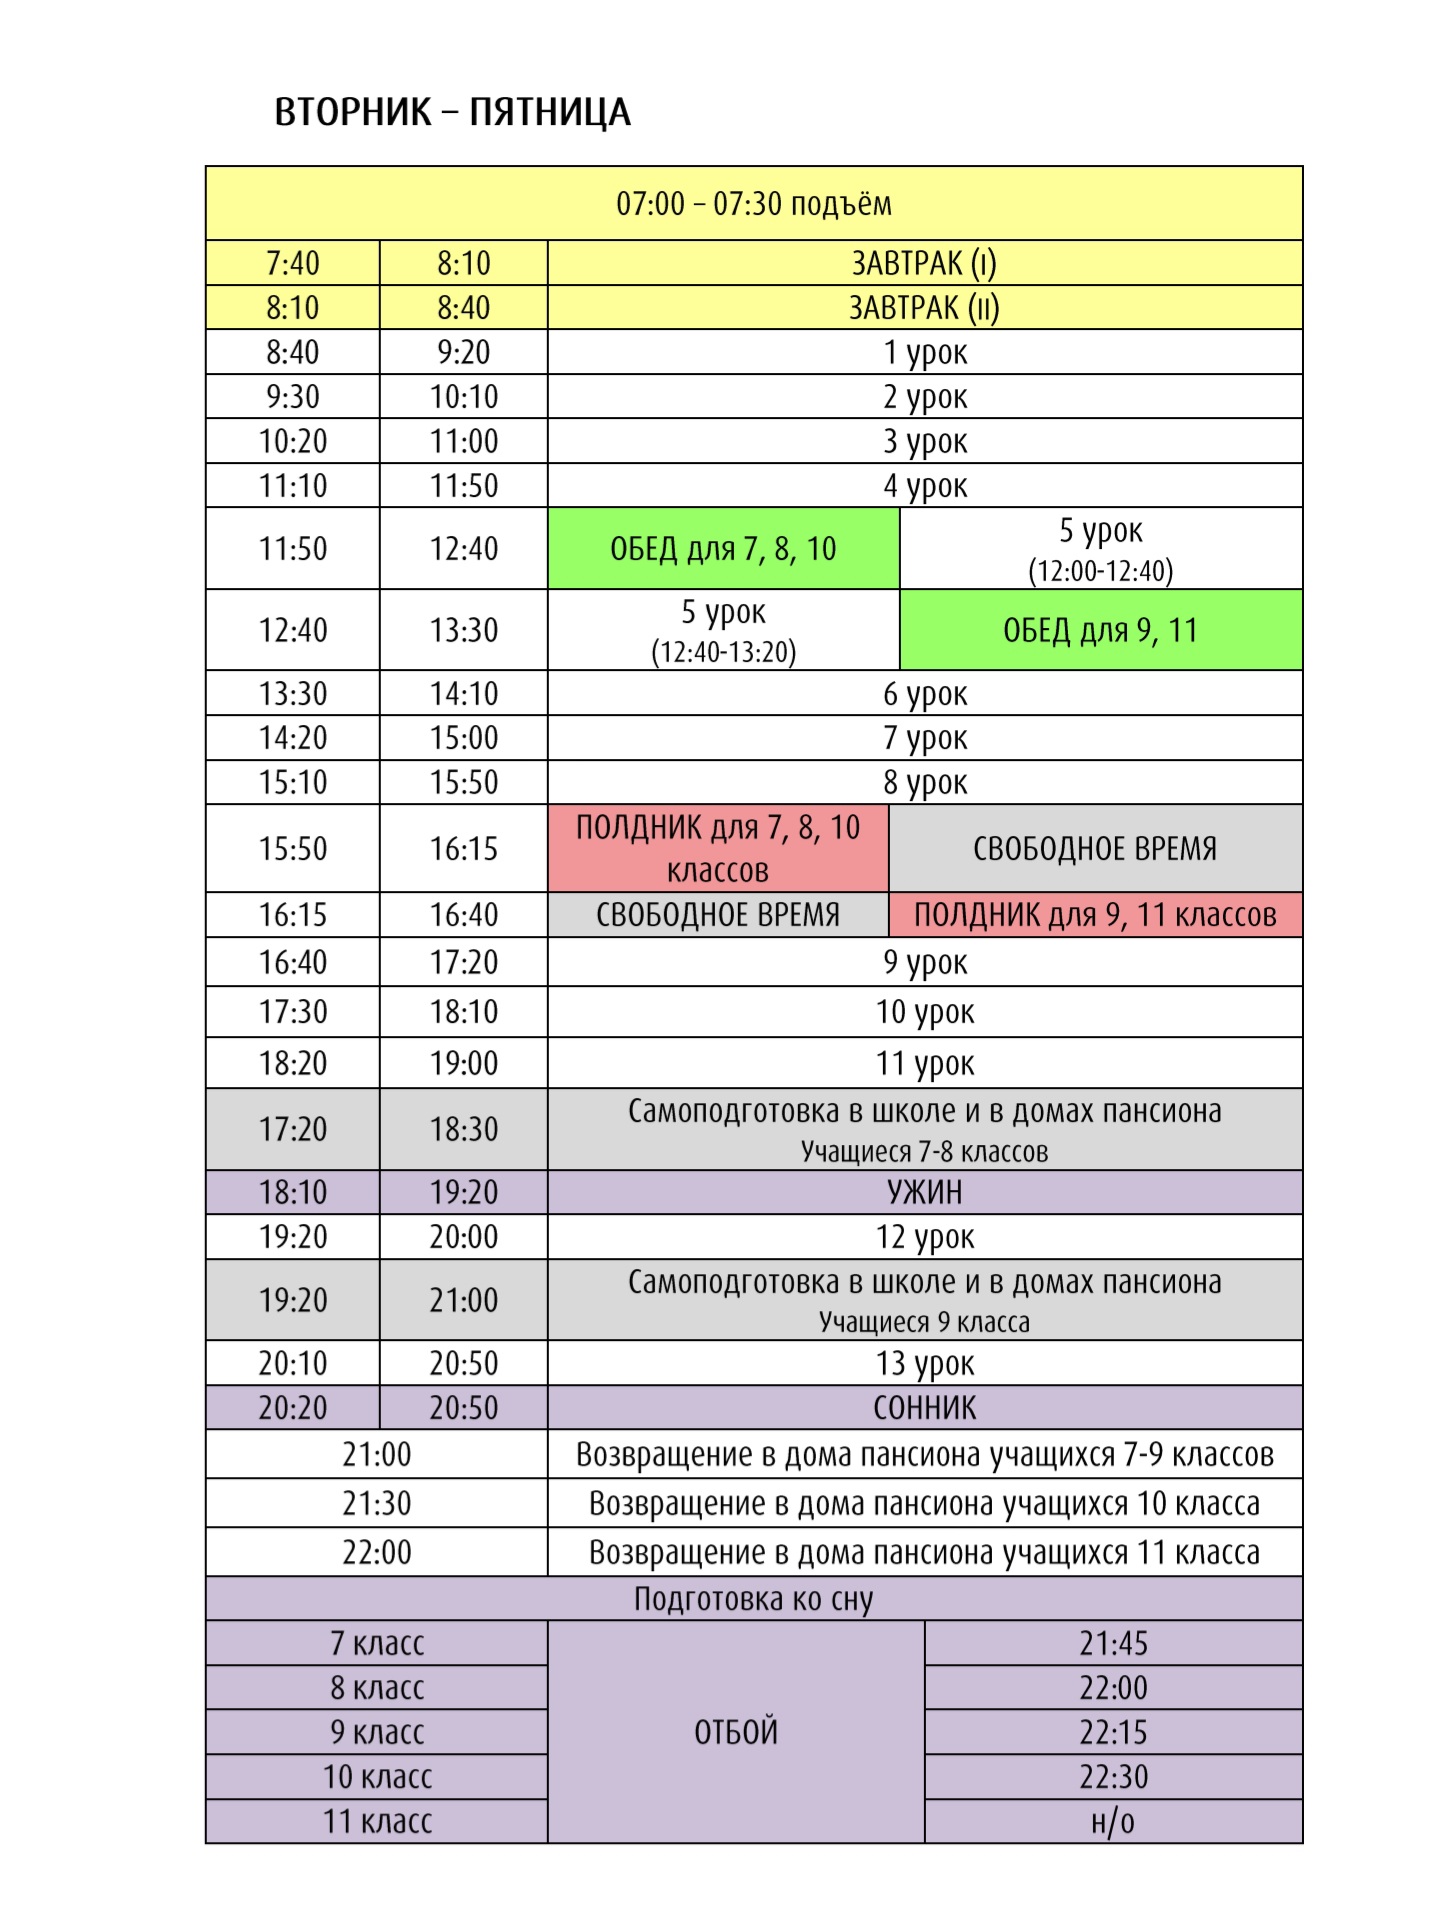 ВТОРНИК – ПЯТНИЦА
07:00 – 07:30 подъём
7:40 8:10 ЗАВТРАК (I)
8:10 8:40 ЗАВТРАК (II)
8:40 9:20 1 урок
9:30 10:10 2 урок
10:20 11:00 3 урок
11:10 11:50 4 урок
11:50 12:40 ОБЕД для 7, 8, 10 5 урок
(12:00-12:40)
12:40 13:30 5 урок ОБЕД для 9, 11
(12:40-13:20)
13:30 14:10 6 урок
14:20 15:00 7 урок
15:10 15:50 8 урок
15:50 16:15 ПОЛДНИК для 7, 8, 10 СВОБОДНОЕ ВРЕМЯ
классов
16:15 16:40 СВОБОДНОЕ ВРЕМЯ ПОЛДНИК для 9, 11 классов
16:40 17:20 9 урок
17:30 18:10 10 урок
18:20 19:00 11 урок
17:20 18:30 Самоподготовка в школе и в домах пансиона
Учащиеся 7-8 классов
18:10 19:20 УЖИН
19:20 20:00 12 урок
19:20 21:00 Самоподготовка в школе и в домах пансиона
Учащиеся 9 класса
20:10 20:50 13 урок
20:20 20:50 СОННИК
21:00 Возвращение в дома пансиона учащихся 7-9 классов
21:30 Возвращение в дома пансиона учащихся 10 класса
22:00 Возвращение в дома пансиона учащихся 11 класса
Подготовка ко сну
7 класс 21:45
8 класс 22:00
9 класс ОТБОЙ 22:15
10 класс 22:30
11 класс н/о